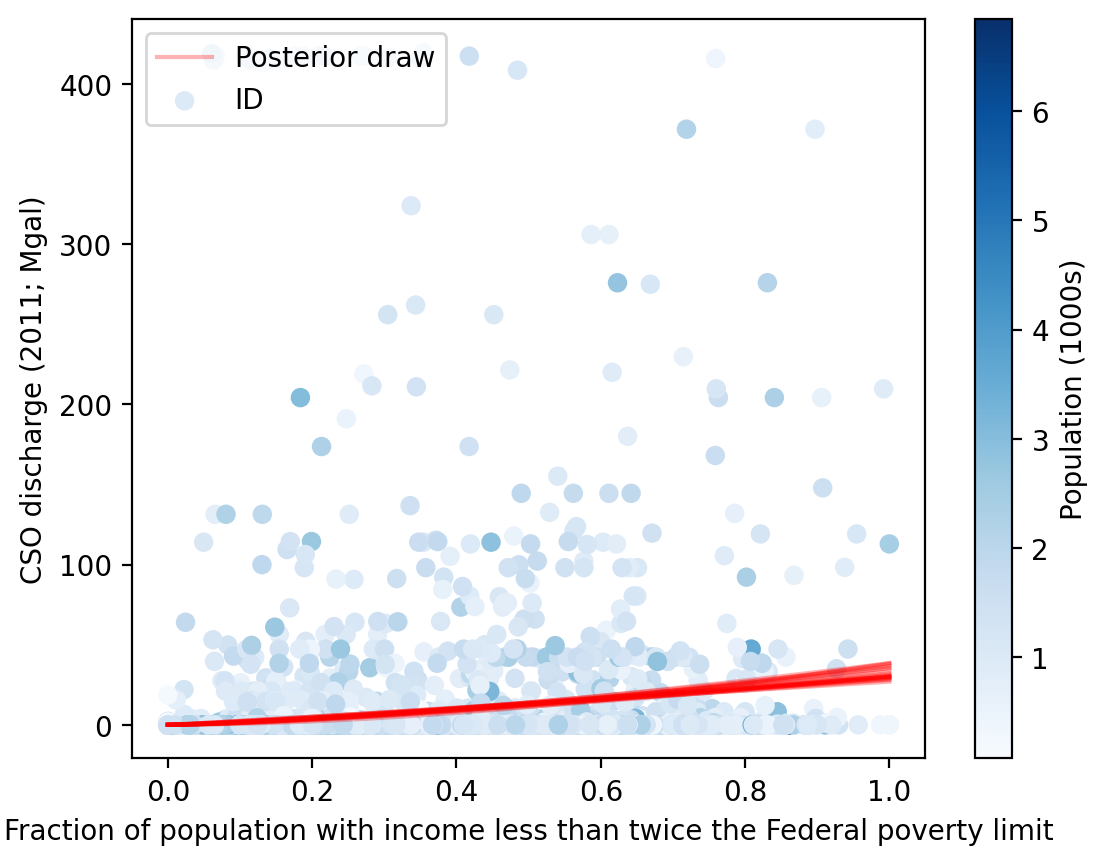 Posterior draw
ID
400
300
200
100
0
CSO discharge (2011; Mgal)
0.0 0.2 0.4 0.6 0.8 1.0
Fraction of population with income less than twice the Federal poverty limit
6
5
4
3
2
1
Population (1000s)